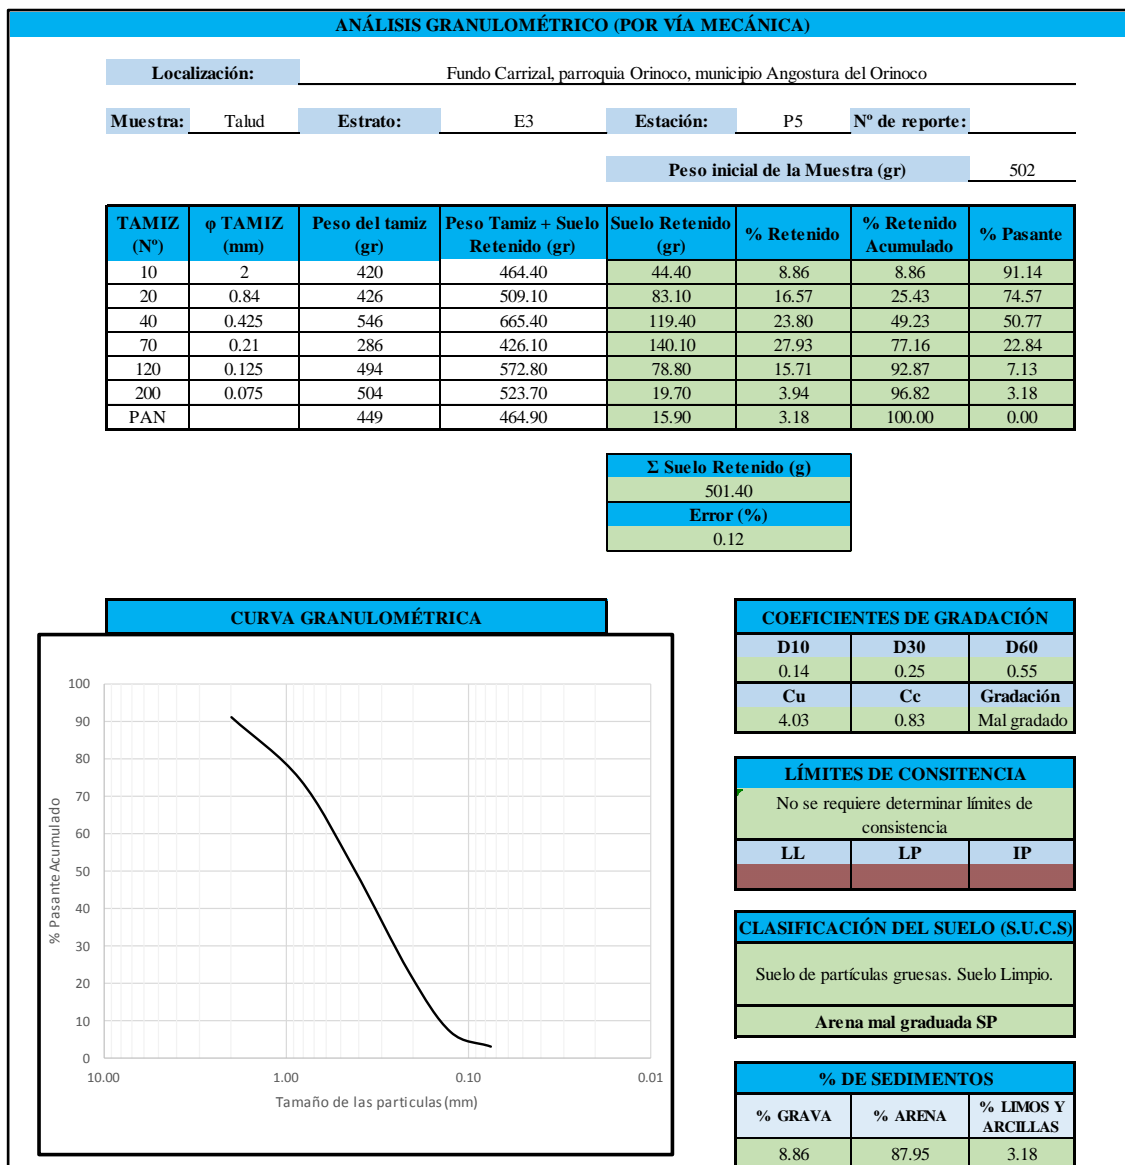 ANÁLISIS GRANULOMÉTRICO (POR VÍA MECÁNICA)
Localización: Fundo Carrizal, parroquia Orinoco, municipio Angostura del Orinoco
Muestra: Talud Estrato: E3 Estación: P5 Nº de reporte:
Peso inicial de la Muestra (gr) 502
TAMIZ (Nº) φ TAMIZ (mm) Peso del tamiz (gr) Peso Tamiz + Suelo Retenido (gr) Suelo Retenido (gr) % Retenido % Retenido Acumulado % Pasante
10 2 420 464.40 44.40 8.86 8.86 91.14
20 0.84 426 509.10 83.10 16.57 25.43 74.57
40 0.425 546 665.40 119.40 23.80 49.23 50.77
70 0.21 286 426.10 140.10 27.93 77.16 22.84
120 0.125 494 572.80 78.80 15.71 92.87 7.13
200 0.075 504 523.70 19.70 3.94 96.82 3.18
PAN 449 464.90 15.90 3.18 100.00 0.00
Σ Suelo Retenido (g)
501.40
Error (%)
0.12
CURVA GRANULOMÉTRICA
100
90
80
70
60
50
40
30
20
10
0
% Pasante Acumulado
10.00 1.00 0.10 0.01
Tamaño de las particulas (mm)
COEFICIENTES DE GRADACIÓN
D10 D30 D60
0.14 0.25 0.55
Cu Cc Gradación
4.03 0.83 Mal gradado
LÍMITES DE CONSITENCIA
No se requiere determinar límites de
consistencia
LL LP IP
CLASIFICACIÓN DEL SUELO (S.U.C.S)
Suelo de partículas gruesas. Suelo Limpio.
Arena mal graduada SP
% DE SEDIMENTOS
% GRAVA % ARENA % LIMOS Y ARCILLAS
8.86 87.95 3.18